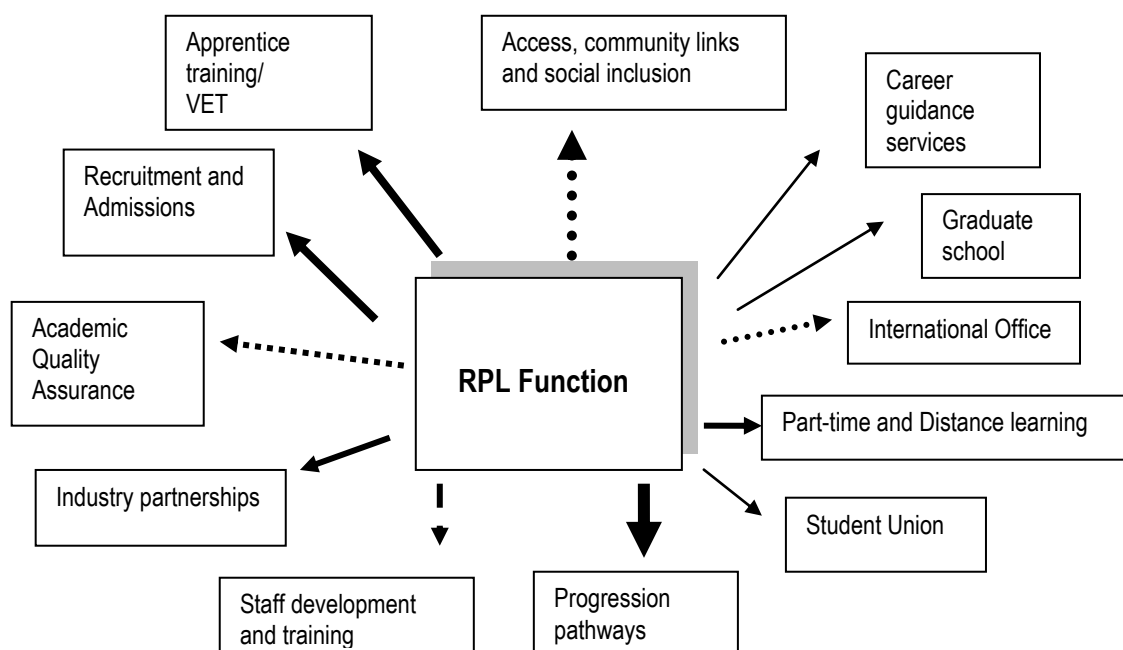 Apprentice
training/
VET
Access, community links
and social inclusion
Career
guidance
services
Recruitment and
Admissions
Graduate
school
Academic
Quality
Assurance
International Office
RPL Function
Part-time and Distance learning
Industry partnerships
Student Union
Staff development
and training
Progression
pathways